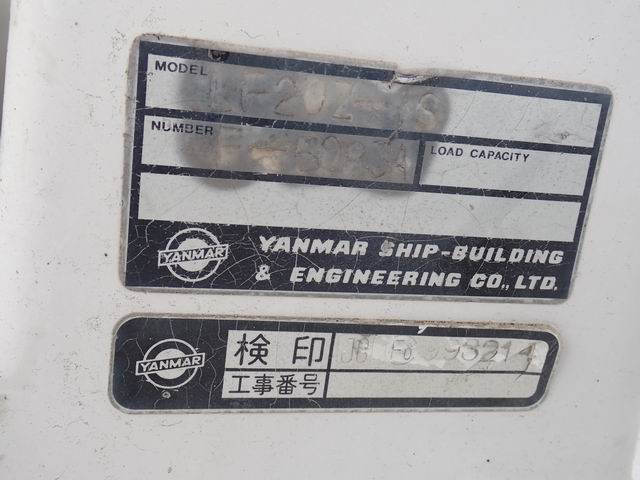 MODEL
NUMBER
LOAD CAPACITY
YANMAR
YANMAR SHIP-BUILDING
& ENGINEERING CO., LTD.
YANMAR
検印
工事番号